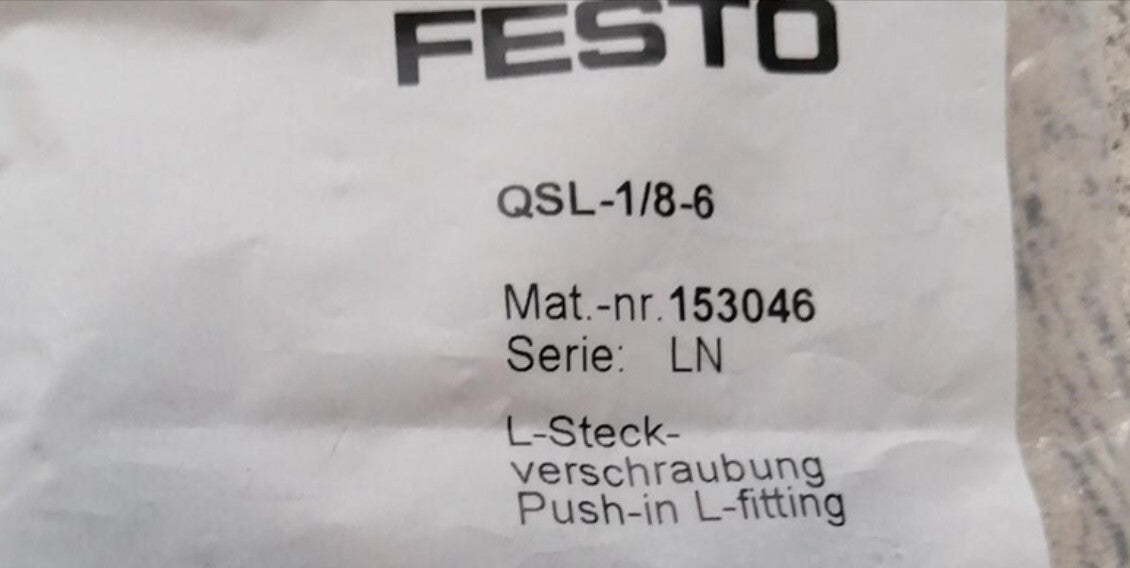 FESTO
QSL-1/8-6
Mat.-nr.153046
Serie: LN
L-Steck-
verschraubung
Push-in L-fitting